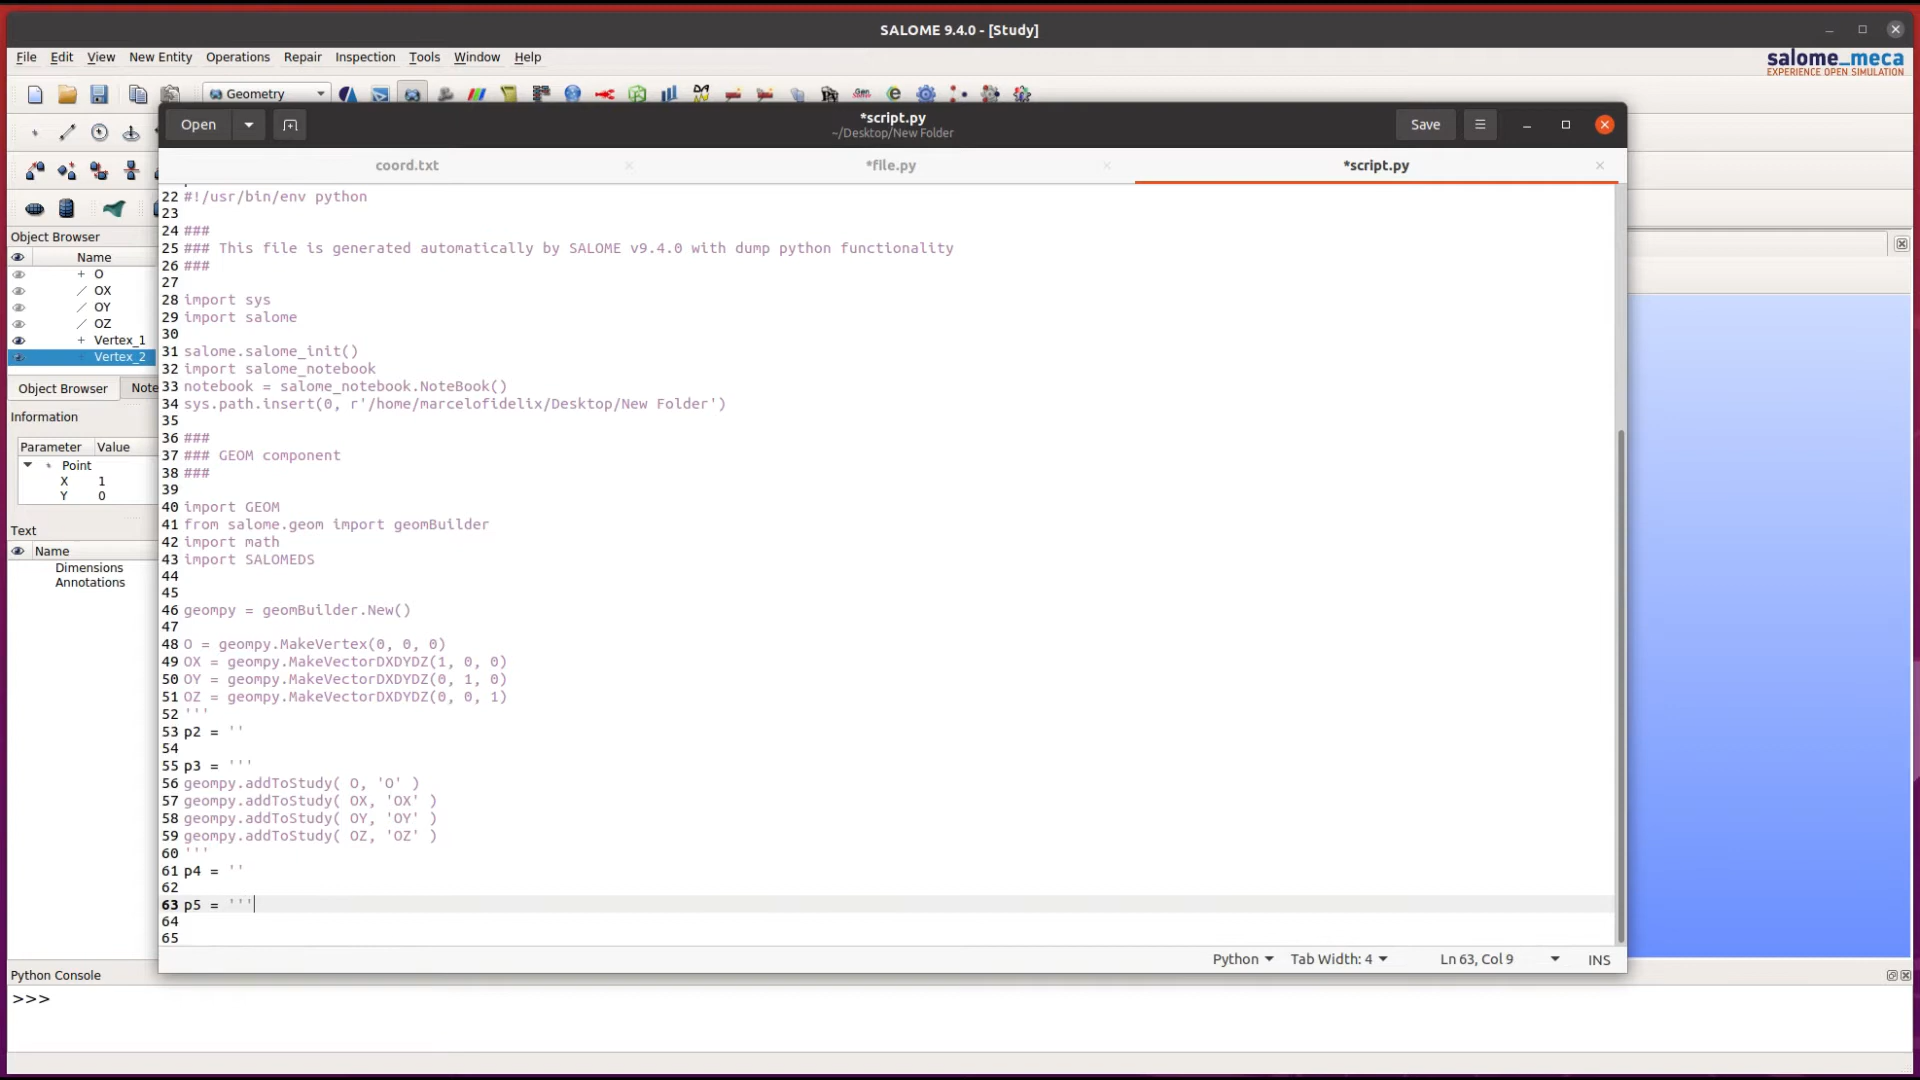 SALOME 9.4.0 - [Study]
File Edit View New Entity Operations Repair Inspection Tools Window Help
salome_meca
EXPERIENCE OPEN SIMULATION
Geometry
Open
*script.py
~/Desktop/New Folder
Save
coord.txt
*file.py
*script.py
Object Browser
Name
O
OX
OY
OZ
Vertex_1
Vertex_2
Object Browser
Note
Information
Parameter Value
Point
X 1
Y 0
Text
Name
Dimensions
Annotations
22 #!/usr/bin/env python
23
24 ###
25 ### This file is generated automatically by SALOME v9.4.0 with dump python functionality
26 ###
27
28 import sys
29 import salome
30
31 salome.salome_init()
32 import salome_notebook
33 notebook = salome_notebook.NoteBook()
34 sys.path.insert(0, r'/home/marcelofidelix/Desktop/New Folder')
35
36 ###
37 ### GEOM component
38 ###
39
40 import GEOM
41 from salome.geom import geomBuilder
42 import math
43 import SALOMEDS
44
45
46 geompy = geomBuilder.New()
47
48 O = geompy.MakeVertex(0, 0, 0)
49 OX = geompy.MakeVectorDXDYDZ(1, 0, 0)
50 OY = geompy.MakeVectorDXDYDZ(0, 1, 0)
51 OZ = geompy.MakeVectorDXDYDZ(0, 0, 1)
52 '''
53 p2 = ''
54
55 p3 = '''
56 geompy.addToStudy( O, 'O' )
57 geompy.addToStudy( OX, 'OX' )
58 geompy.addToStudy( OY, 'OY' )
59 geompy.addToStudy( OZ, 'OZ' )
60 '''
61 p4 = ''
62
63 p5 = '''
64
65
Python Tab Width: 4 Ln 63, Col 9 INS
Python Console
>>>